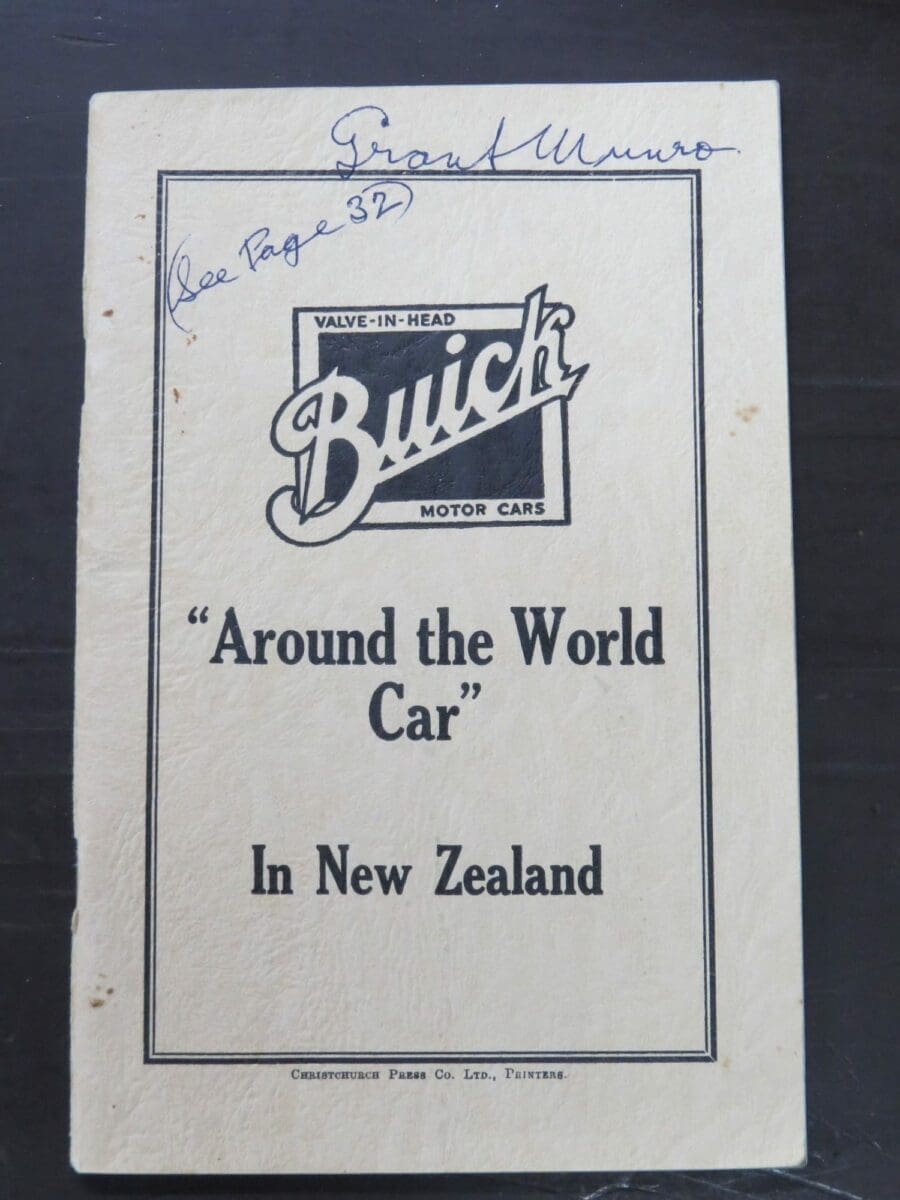 Grant Munro.
(See Page 32)
VALVE-IN-HEAD
Buick
MOTOR CARS
“Around the World
Car”
In New Zealand
CHRISTCHURCH PRESS CO. LTD., PRINTERS.